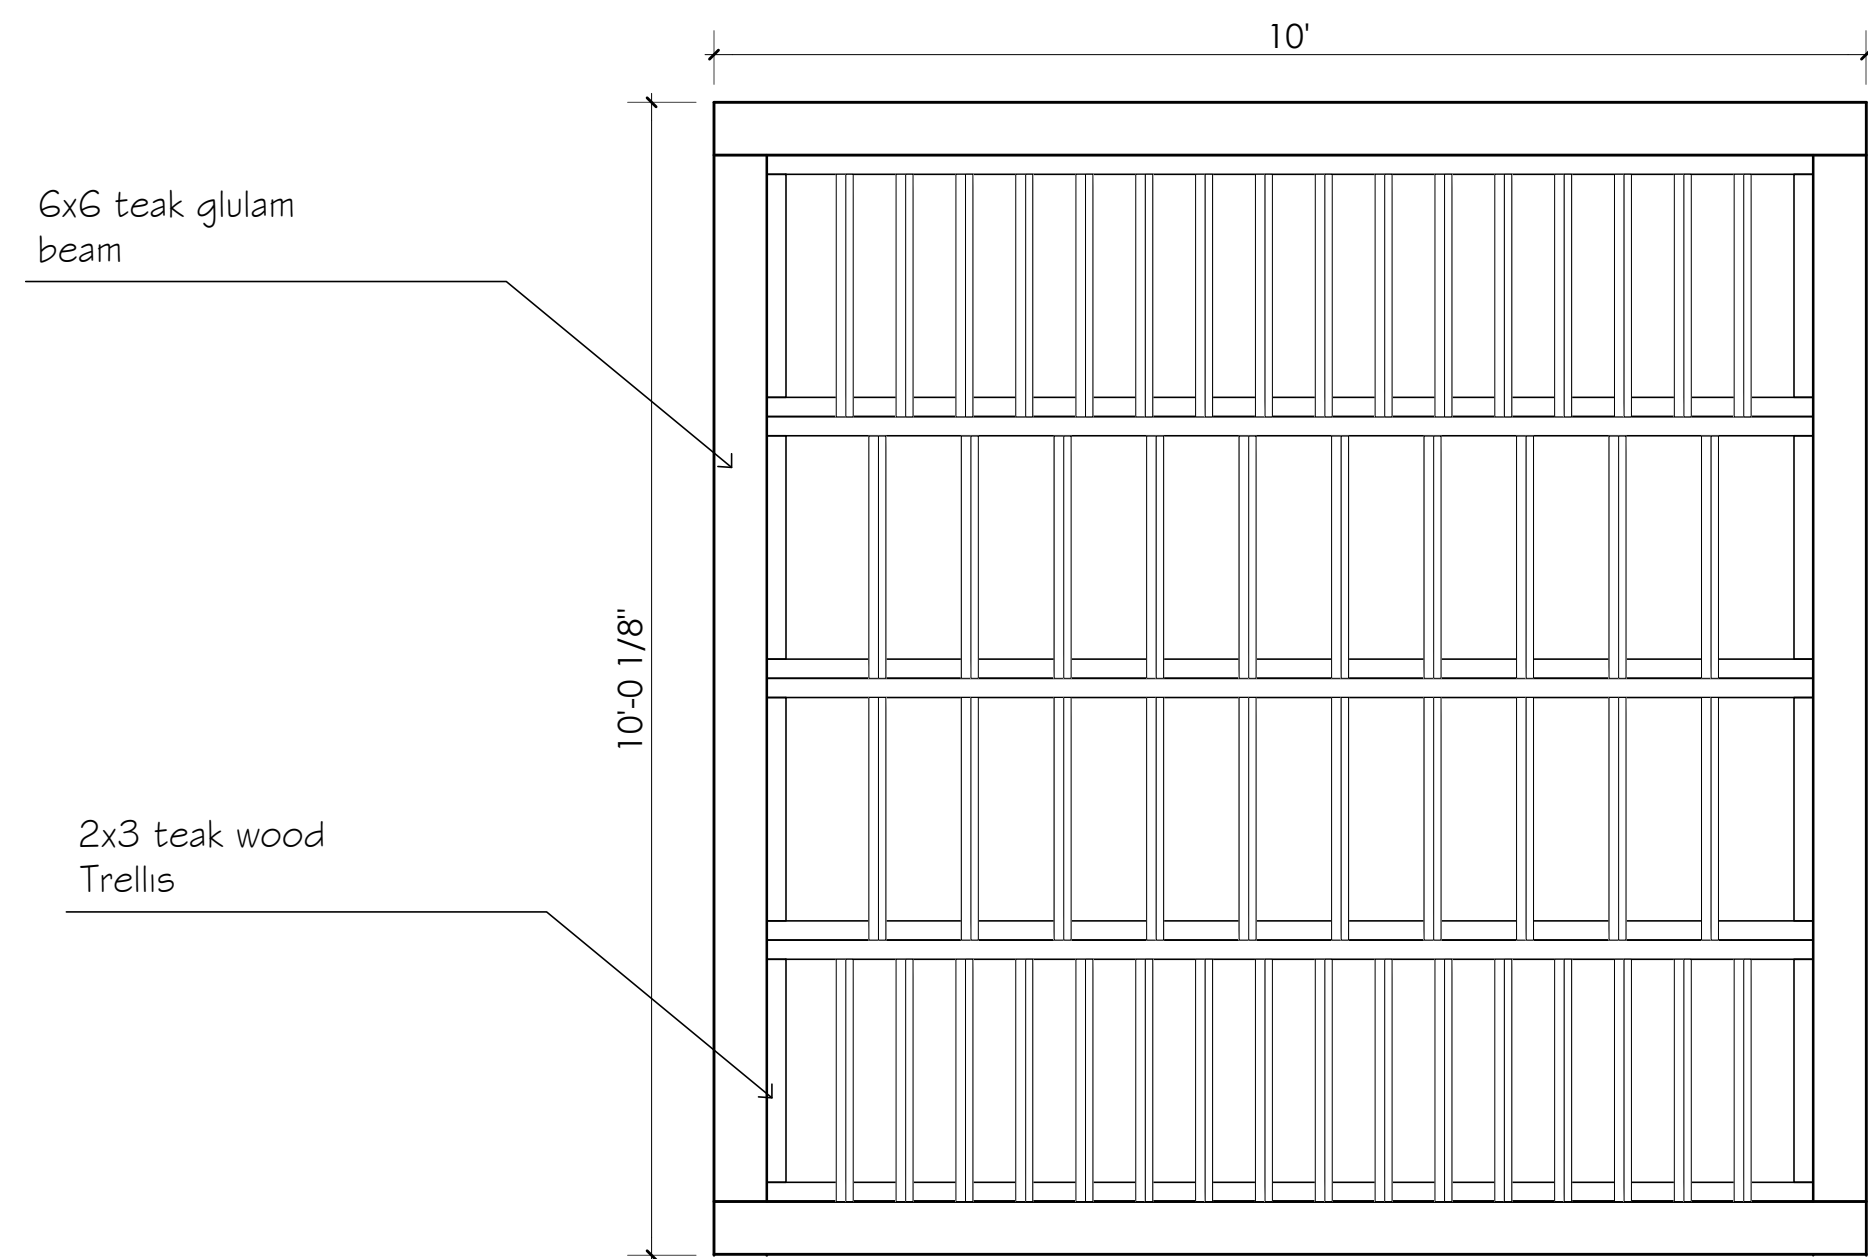 10'
6x6 teak glulam
beam
10'-0 1/8"
2x3 teak wood
Trellis